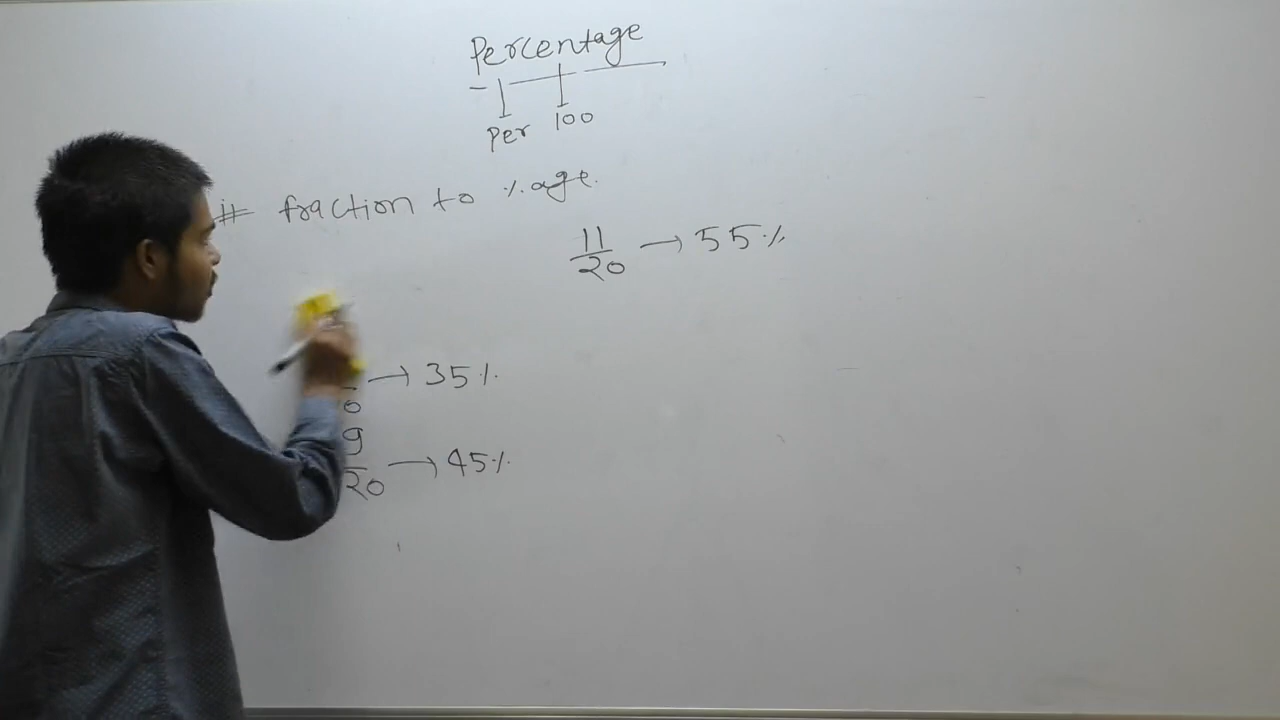 Percentage
Per 100
# fraction to %age
11/20 → 55%
→ 35%
9/20 → 45%